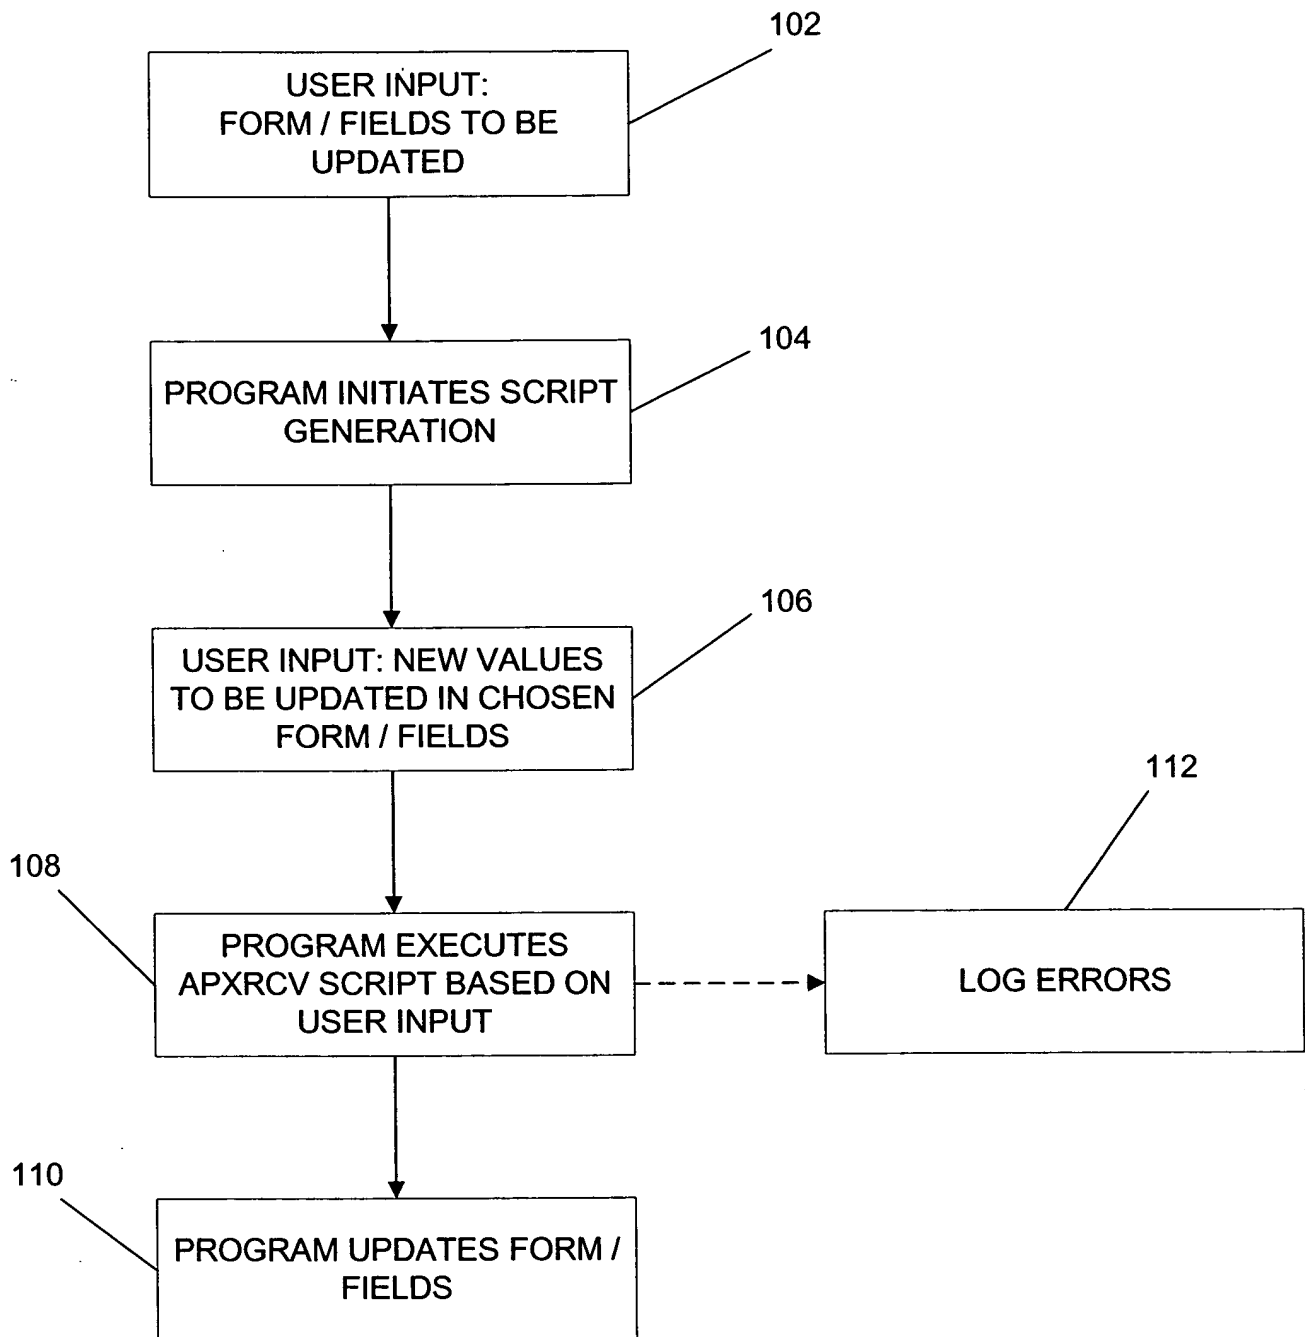 102
USER INPUT:
FORM / FIELDS TO BE
UPDATED
104
PROGRAM INITIATES SCRIPT
GENERATION
106
USER INPUT: NEW VALUES
TO BE UPDATED IN CHOSEN
FORM / FIELDS
112
108
PROGRAM EXECUTES
APXRCV SCRIPT BASED ON
USER INPUT
LOG ERRORS
110
PROGRAM UPDATES FORM /
FIELDS